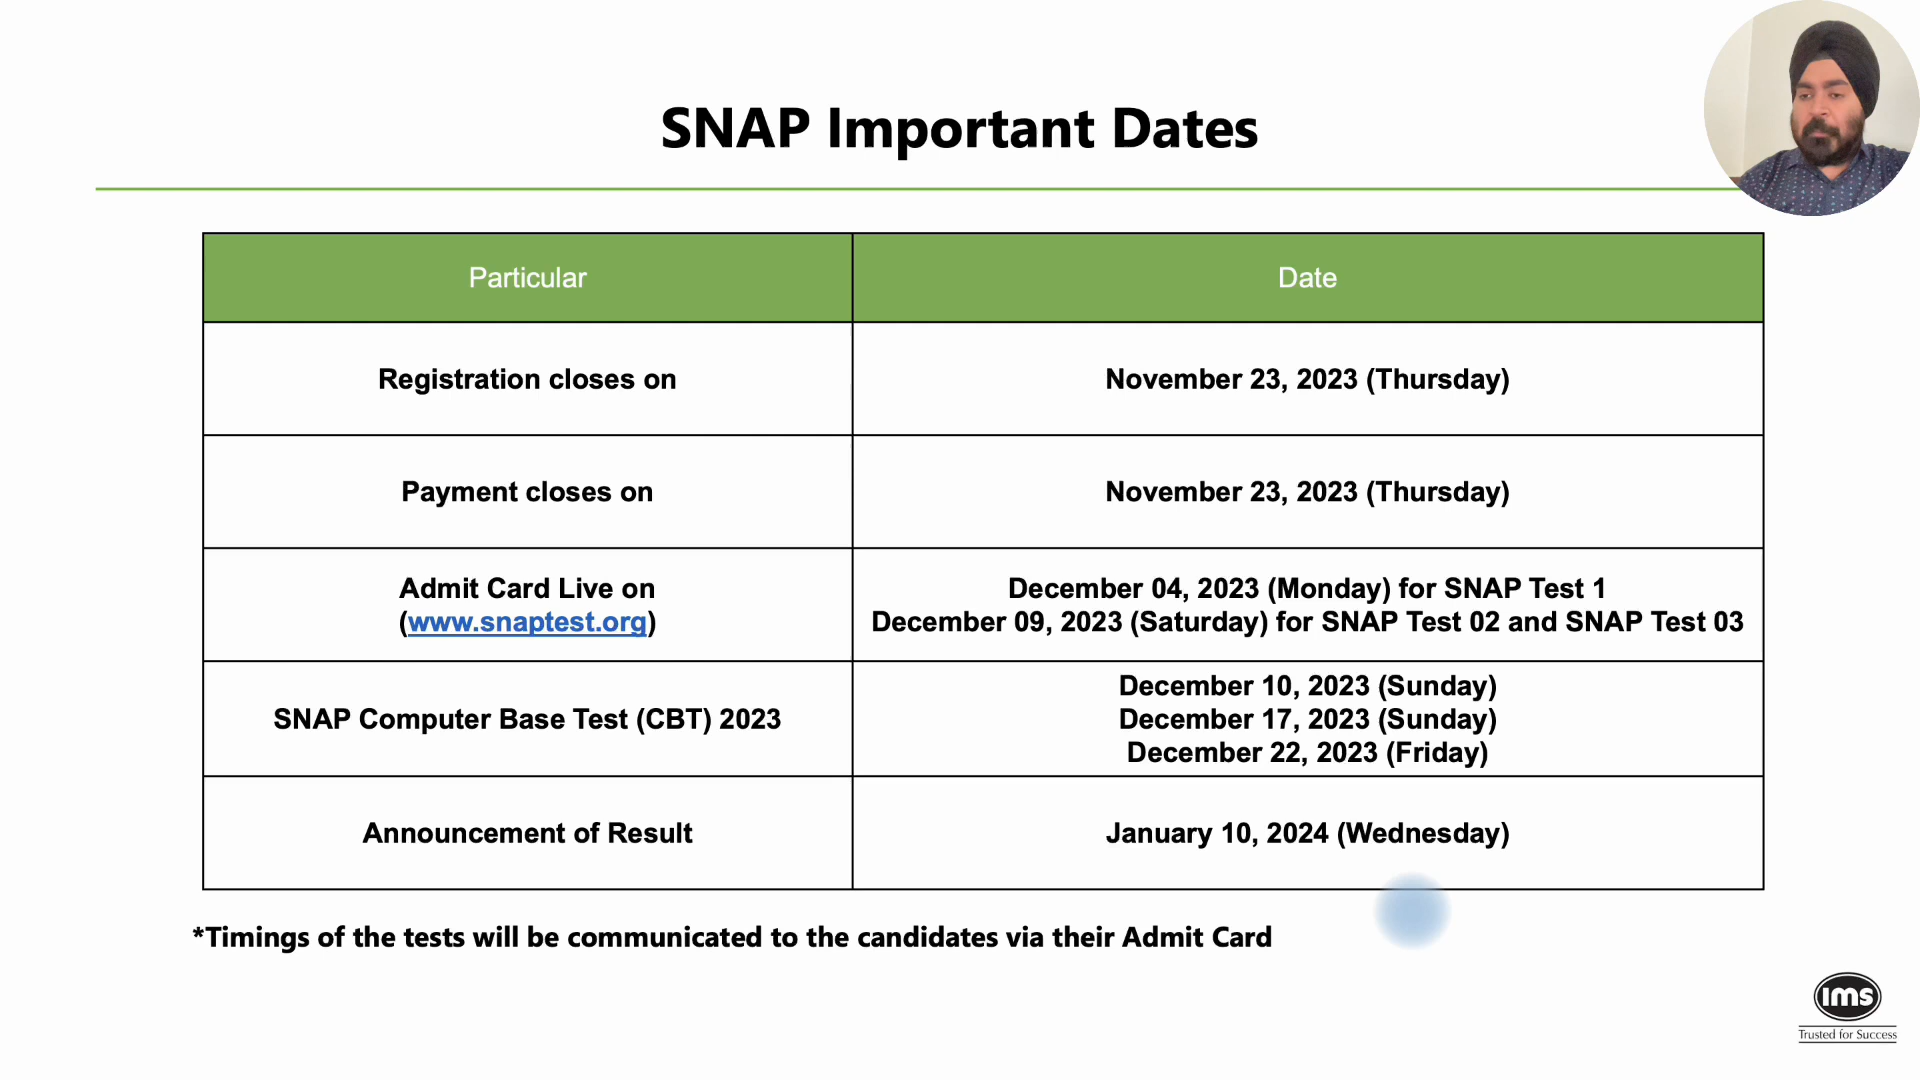 SNAP Important Dates
Particular
Date
Registration closes on
November 23, 2023 (Thursday)
Payment closes on
November 23, 2023 (Thursday)
Admit Card Live on
(www.snaptest.org)
December 04, 2023 (Monday) for SNAP Test 1
December 09, 2023 (Saturday) for SNAP Test 02 and SNAP Test 03
SNAP Computer Base Test (CBT) 2023
December 10, 2023 (Sunday)
December 17, 2023 (Sunday)
December 22, 2023 (Friday)
Announcement of Result
January 10, 2024 (Wednesday)
*Timings of the tests will be communicated to the candidates via their Admit Card
ims
Trusted for Success